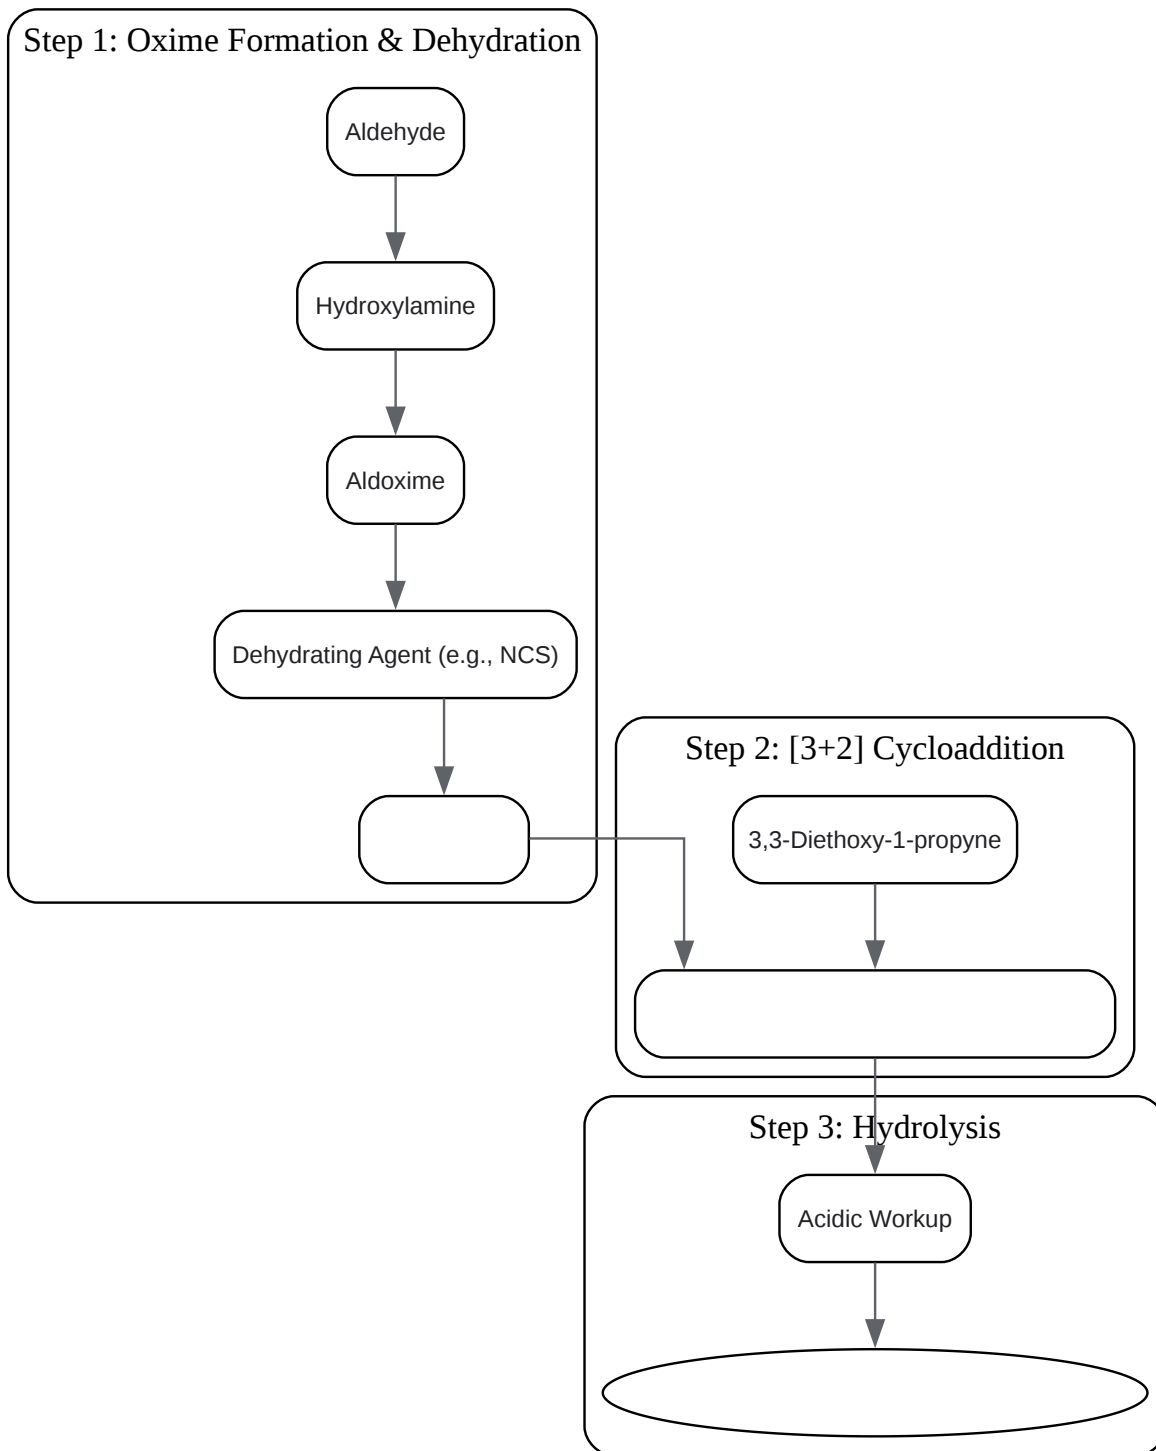 Step 1: Oxime Formation & Dehydration
Aldehyde
Hydroxylamine
Aldoxime
Dehydrating Agent (e.g., NCS)
Step 2: [3+2] Cycloaddition
3,3-Diethoxy-1-propyne
Step 3: Hydrolysis
Acidic Workup